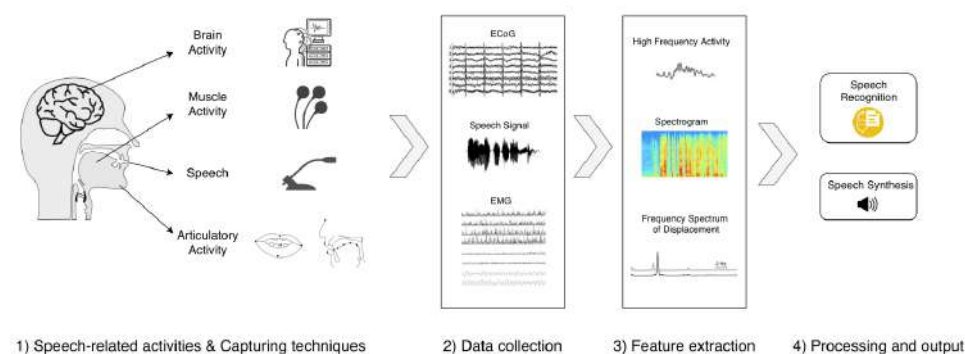 Brain
Activity
Muscle
Activity
Speech
Articulatory
Activity
ECoG
Speech Signal
EMG
High Frequency Activity
Spectrogram
Frequency Spectrum
of Displacement
Speech
Recognition
Speech Synthesis
1) Speech-related activities & Capturing techniques
2) Data collection
3) Feature extraction
4) Processing and output